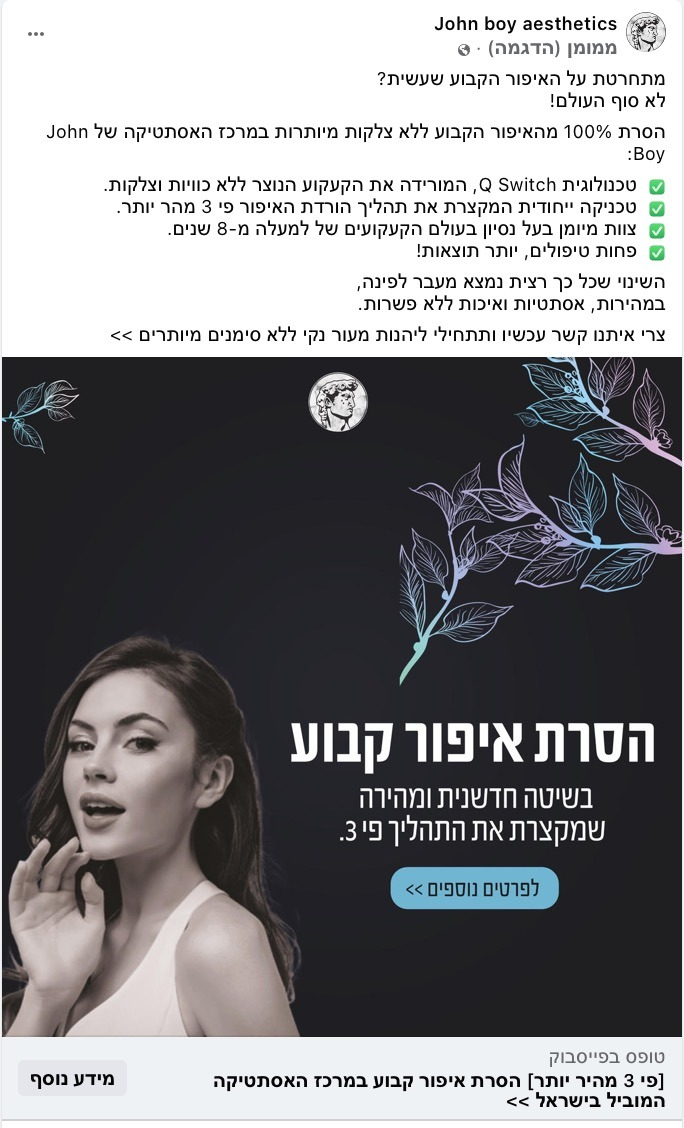 John boy aesthetics
ממומן (הדגמה) ·
מתחרטת על האיפור הקבוע שעשית?
לא סוף העולם!
הסרת 100% מהאיפור הקבוע ללא צלקות מיותרות במרכז האסתטיקה של John
Boy:
✅ טכנולוגית Q Switch, המורידה את הקעקוע הנוצר ללא כוויות וצלקות.
✅ טכניקה ייחודית המקצרת את תהליך הורדת האיפור פי 3 מהר יותר.
✅ צוות מיומן בעל נסיון בעולם הקעקועים של למעלה מ-8 שנים.
✅ פחות טיפולים, יותר תוצאות!
השינוי שכל כך רצית נמצא מעבר לפינה,
במהירות, אסתטיות ואיכות ללא פשרות.
צרי איתנו קשר עכשיו ותתחילי ליהנות מעור נקי ללא סימנים מיותרים >>
הסרת איפור קבוע
בשיטה חדשנית ומהירה
שמקצרת את התהליך פי 3.
לפרטים נוספים >>
טופס בפייסבוק
[פי 3 מהיר יותר] הסרת איפור קבוע במרכז האסתטיקה
המוביל בישראל >>
מידע נוסף